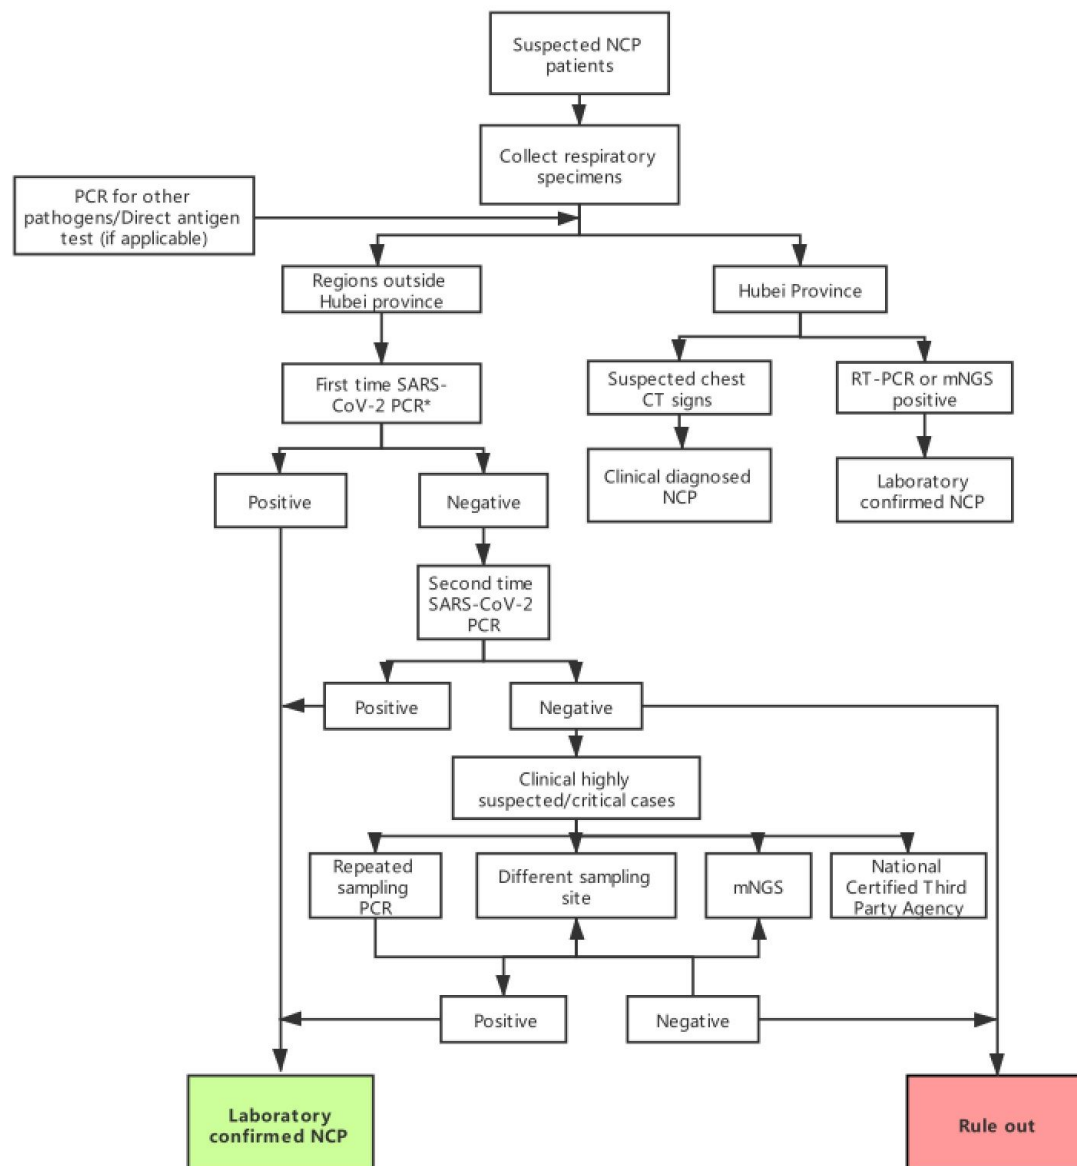 Suspected NCP
patients
Collect respiratory
specimens
PCR for other
pathogens/Direct antigen
test (if applicable)
Regions outside
Hubei province
Hubei Province
First time SARS-
CoV-2 PCR*
Suspected chest
CT signs
RT-PCR or mNGS
positive
Positive
Negative
Clinical diagnosed
NCP
Laboratory
confirmed NCP
Second time
SARS-CoV-2
PCR
Positive
Negative
Clinical highly
suspected/critical cases
Repeated
sampling
PCR
Different sampling
site
mNGS
National
Certified Third
Party Agency
Positive
Negative
Laboratory
confirmed NCP
Rule out